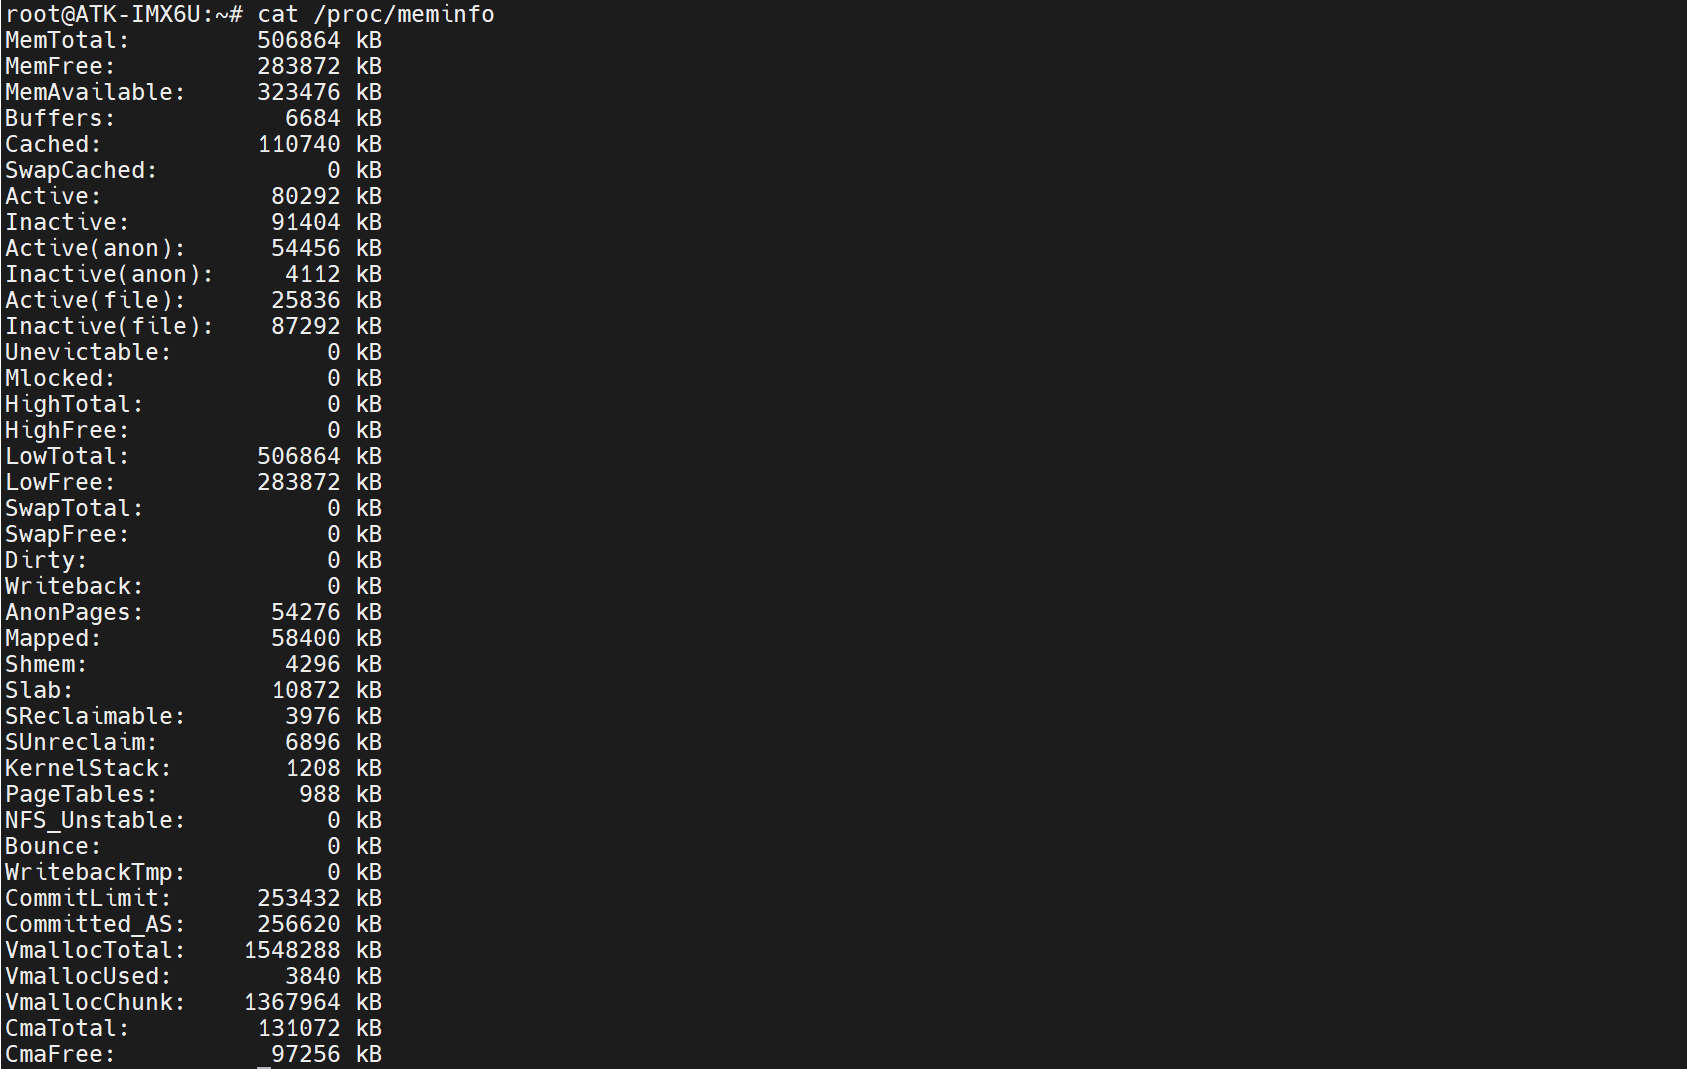 root@ATK-IMX6U:~# cat /proc/meminfo
MemTotal:         506864 kB
MemFree:          283872 kB
MemAvailable:     323476 kB
Buffers:            6684 kB
Cached:           110740 kB
SwapCached:            0 kB
Active:            80292 kB
Inactive:          91404 kB
Active(anon):      54456 kB
Inactive(anon):     4112 kB
Active(file):      25836 kB
Inactive(file):    87292 kB
Unevictable:           0 kB
Mlocked:               0 kB
HighTotal:             0 kB
HighFree:              0 kB
LowTotal:         506864 kB
LowFree:          283872 kB
SwapTotal:             0 kB
SwapFree:              0 kB
Dirty:                 0 kB
Writeback:             0 kB
AnonPages:         54276 kB
Mapped:            58400 kB
Shmem:              4296 kB
Slab:              10872 kB
SReclaimable:       3976 kB
SUnreclaim:         6896 kB
KernelStack:        1208 kB
PageTables:          988 kB
NFS_Unstable:          0 kB
Bounce:                0 kB
WritebackTmp:          0 kB
CommitLimit:      253432 kB
Committed_AS:     256620 kB
VmallocTotal:    1548288 kB
VmallocUsed:        3840 kB
VmallocChunk:    1367964 kB
CmaTotal:         131072 kB
CmaFree:           97256 kB